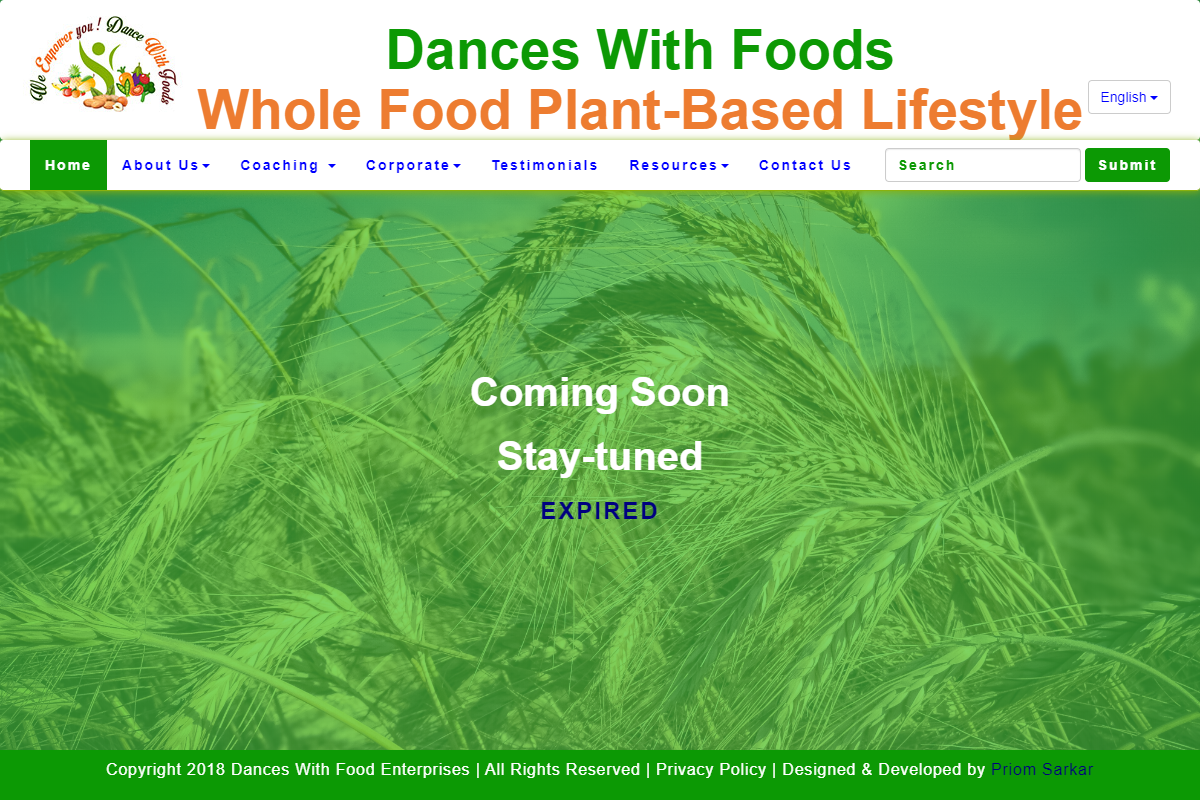 We Empower you ! Dance With Foods
Dances With Foods
Whole Food Plant-Based Lifestyle
English
Home About Us Coaching Corporate Testimonials Resources Contact Us Search Submit
Coming Soon
Stay-tuned
EXPIRED
Copyright 2018 Dances With Food Enterprises | All Rights Reserved | Privacy Policy | Designed & Developed by Priom Sarkar